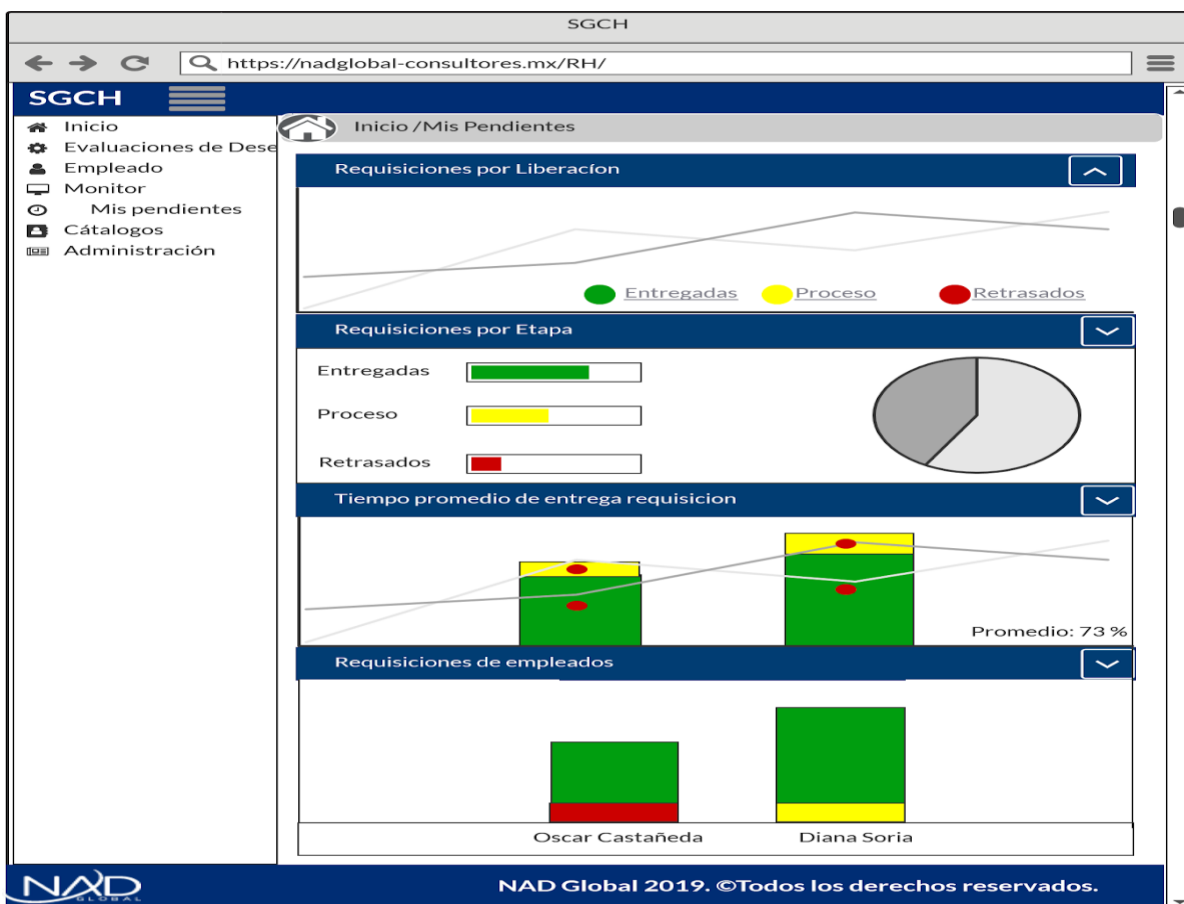 SGCH
https://nadglobal-consultores.mx/RH/
SGCH
Inicio
Evaluaciones de Dese
Empleado
Monitor
Mis pendientes
Cátalogos
Administración
Inicio /Mis Pendientes
Requisiciones por Liberacíon
Entregadas Proceso Retrasados
Requisiciones por Etapa
Entregadas
Proceso
Retrasados
Tiempo promedio de entrega requisicion
Promedio: 73 %
Requisiciones de empleados
Oscar Castañeda Diana Soria
NAD
GLOBAL
NAD Global 2019. ©Todos los derechos reservados.